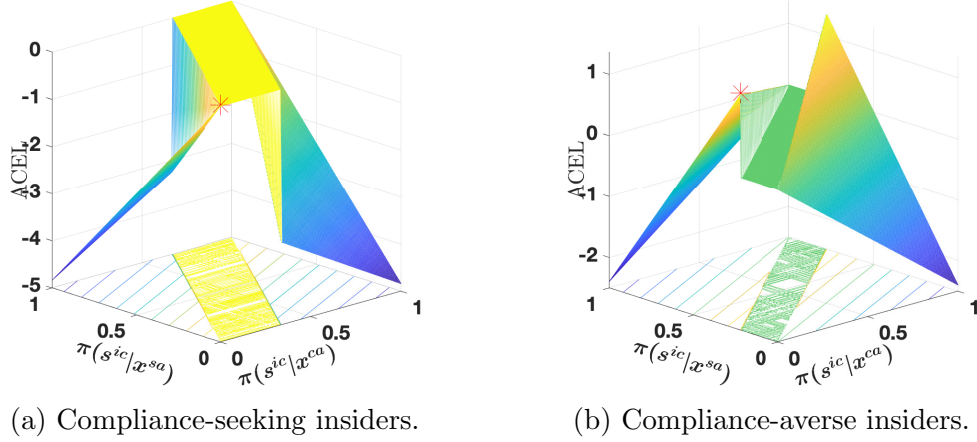 0
-1
-2
-3
-4
-5
ACEL
1
0.5
0
π(s^{ic}|x^{sa})
0
0.5
1
π(s^{ic}|x^{ca})
(a) Compliance-seeking insiders.
1
0
-1
-2
ACEL
1
0.5
0
π(s^{ic}|x^{sa})
0
0.5
1
π(s^{ic}|x^{ca})
(b) Compliance-averse insiders.